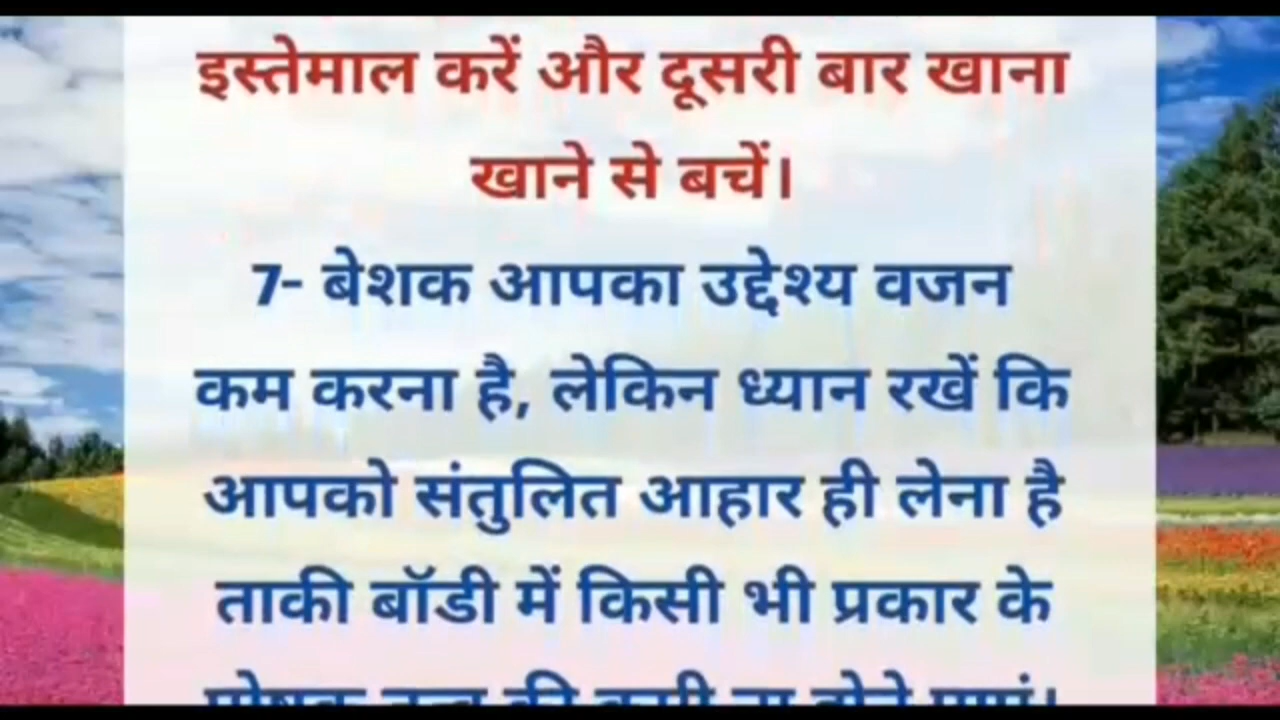 इस्तेमाल करें और दूसरी बार खाना
खाने से बचें।
7- बेशक आपका उद्देश्य वजन
कम करना है, लेकिन ध्यान रखें कि
आपको संतुलित आहार ही लेना है
ताकी बॉडी में किसी भी प्रकार के